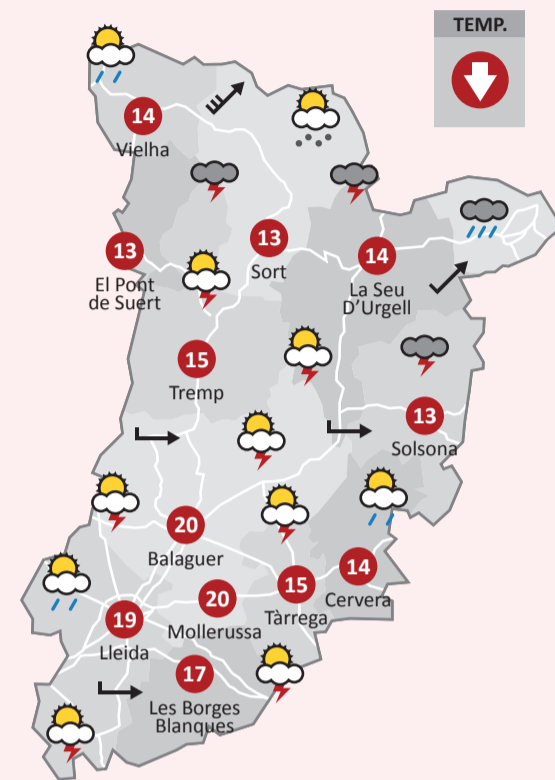 TEMP.
14
Vielha
13
El Pont
de Suert
13
Sort
14
La Seu
D'Urgell
15
Tremp
13
Solsona
20
Balaguer
14
Cervera
15
Tàrrega
20
Mollerussa
19
Lleida
17
Les Borges
Blanques